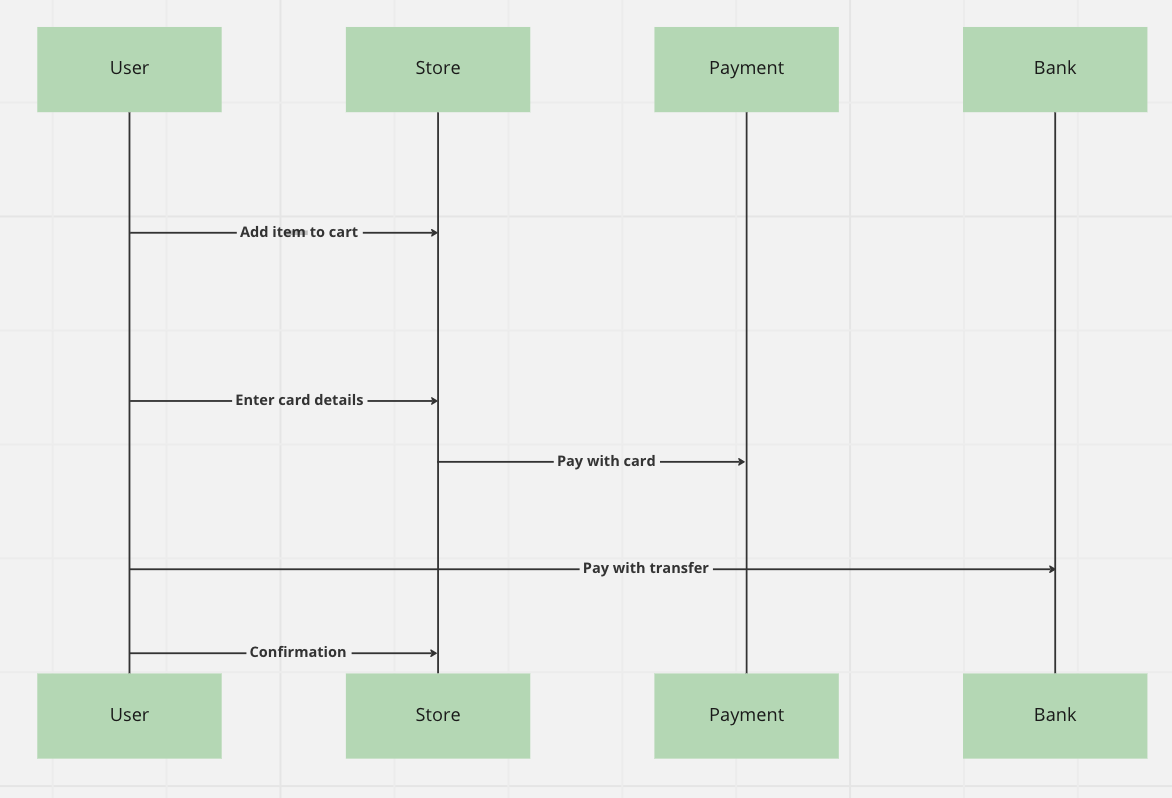 User
Store
Payment
Bank
Add item to cart
Enter card details
Pay with card
Pay with transfer
Confirmation
User
Store
Payment
Bank